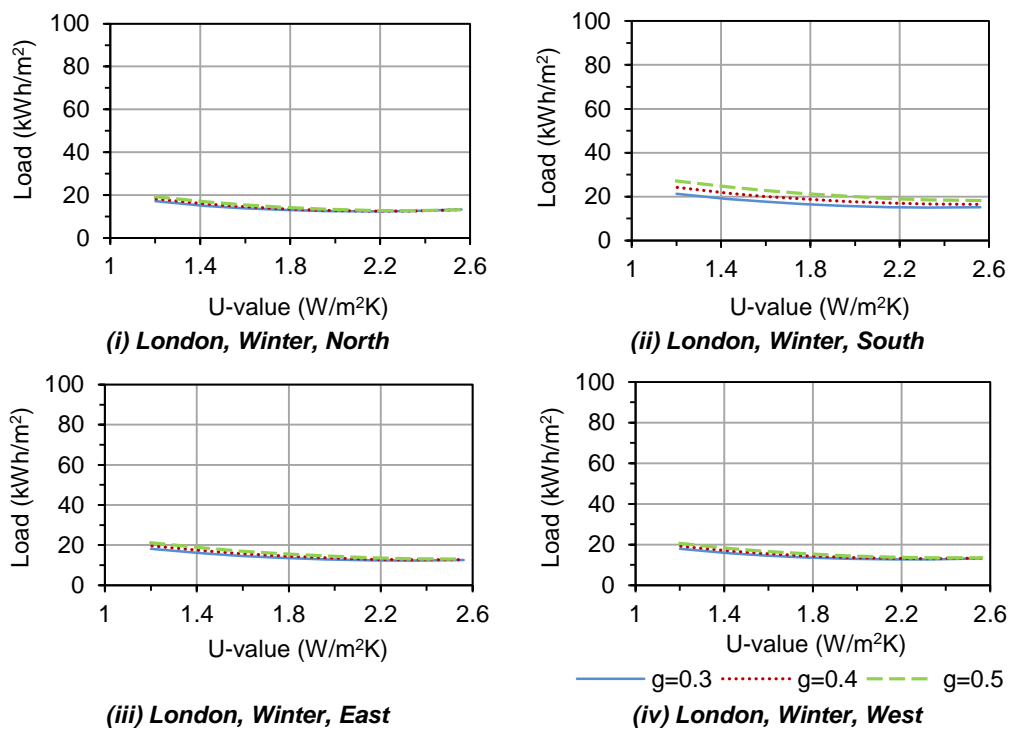 Load (kWh/m²)
100
80
60
40
20
0
1 1.4 1.8 2.2 2.6
U-value (W/m²K)
(i) London, Winter, North
Load (kWh/m²)
100
80
60
40
20
0
1 1.4 1.8 2.2 2.6
U-value (W/m²K)
(ii) London, Winter, South
Load (kWh/m²)
100
80
60
40
20
0
1 1.4 1.8 2.2 2.6
U-value (W/m²K)
(iii) London, Winter, East
Load (kWh/m²)
100
80
60
40
20
0
1 1.4 1.8 2.2 2.6
U-value (W/m²K)
g=0.3 g=0.4 g=0.5
(iv) London, Winter, West